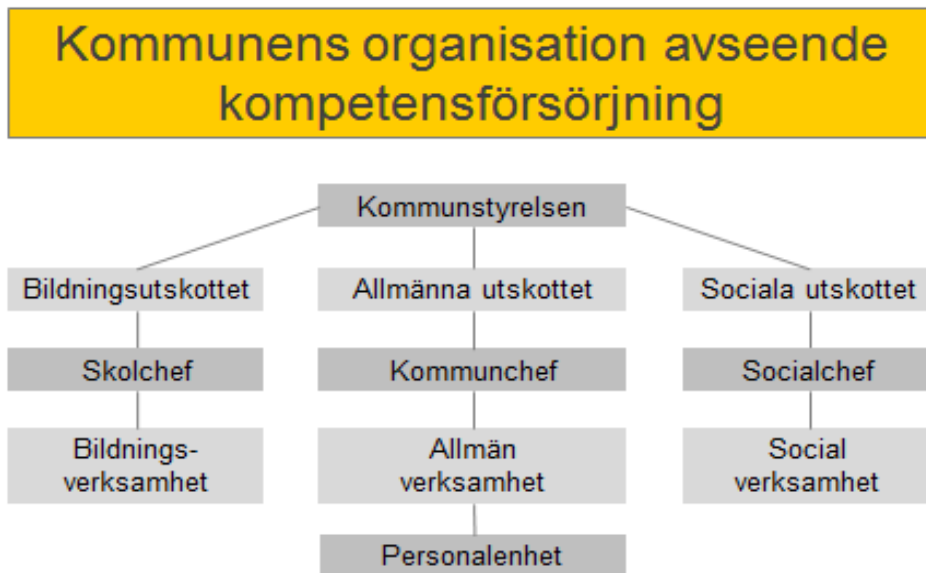 Kommunens organisation avseende
kompetensförsörjning
Kommunstyrelsen
Bildningsutskottet
Allmänna utskottet
Sociala utskottet
Skolchef
Kommunchef
Socialchef
Bildnings-
verksamhet
Allmän
verksamhet
Social
verksamhet
Personalenhet